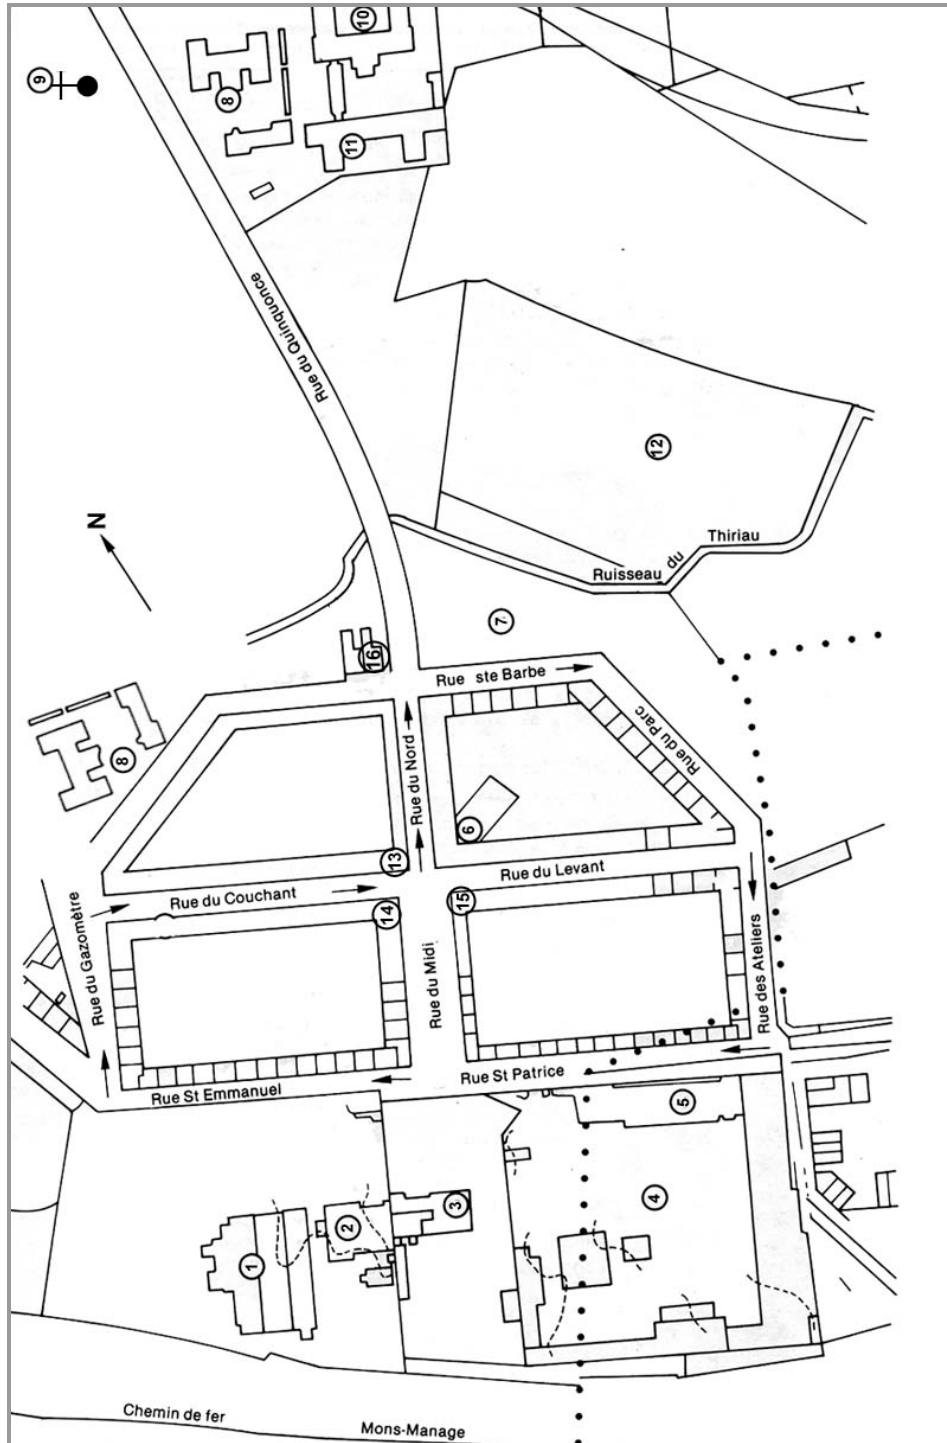 10
9
8
11
Rue du Quinquonce
12
N
Thiriau
du
Ruisseau
7
16
Rue ste Barbe
8
Rue du Parc
Rue du Nord
6
13
Rue du Levant
Rue du Couchant
15
14
Rue du Gazomètre
Rue du Midi
Rue des Ateliers
Rue St Patrice
Rue St Emmanuel
5
4
3
2
1
Chemin de fer
Mons-Manage